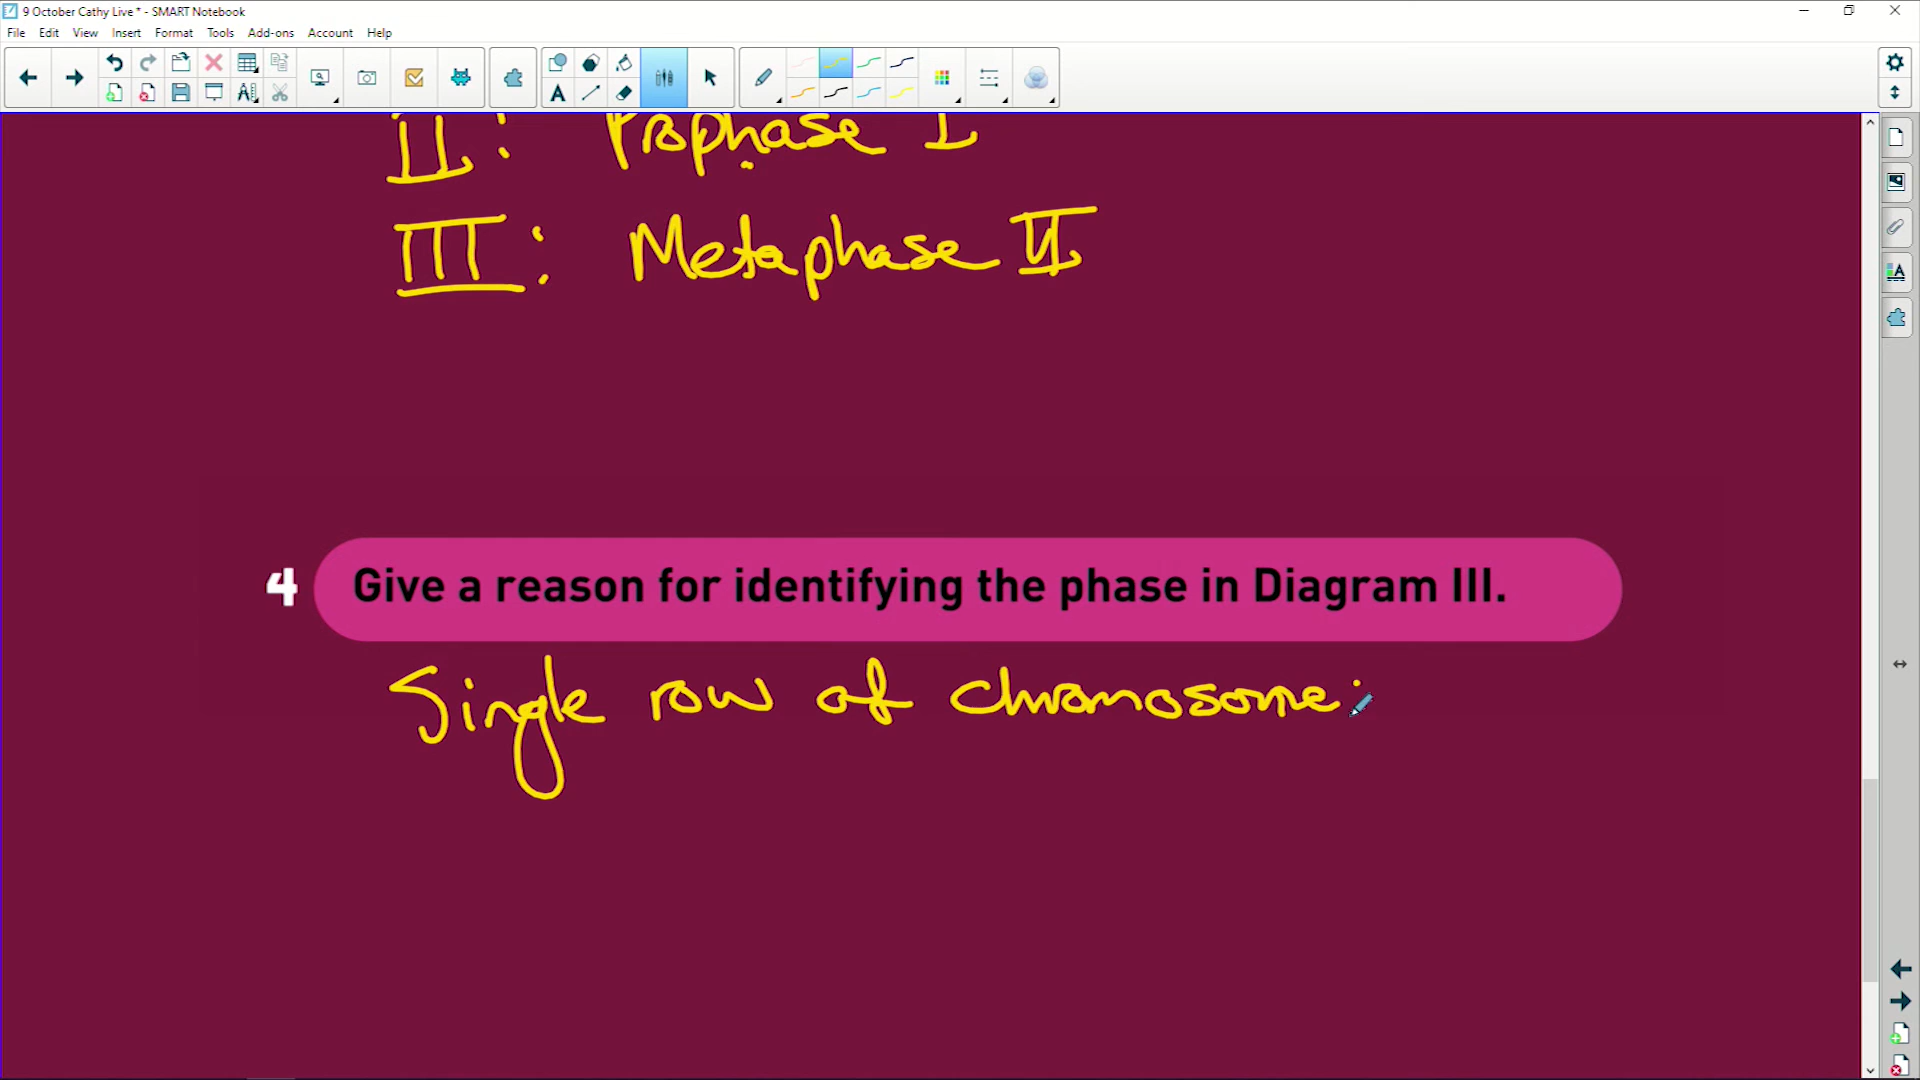 9 October Cathy Live * - SMART Notebook
File Edit View Insert Format Tools Add-ons Account Help
II: Prophase I
III: Metaphase II
4 Give a reason for identifying the phase in Diagram III.
Single row of chromosome